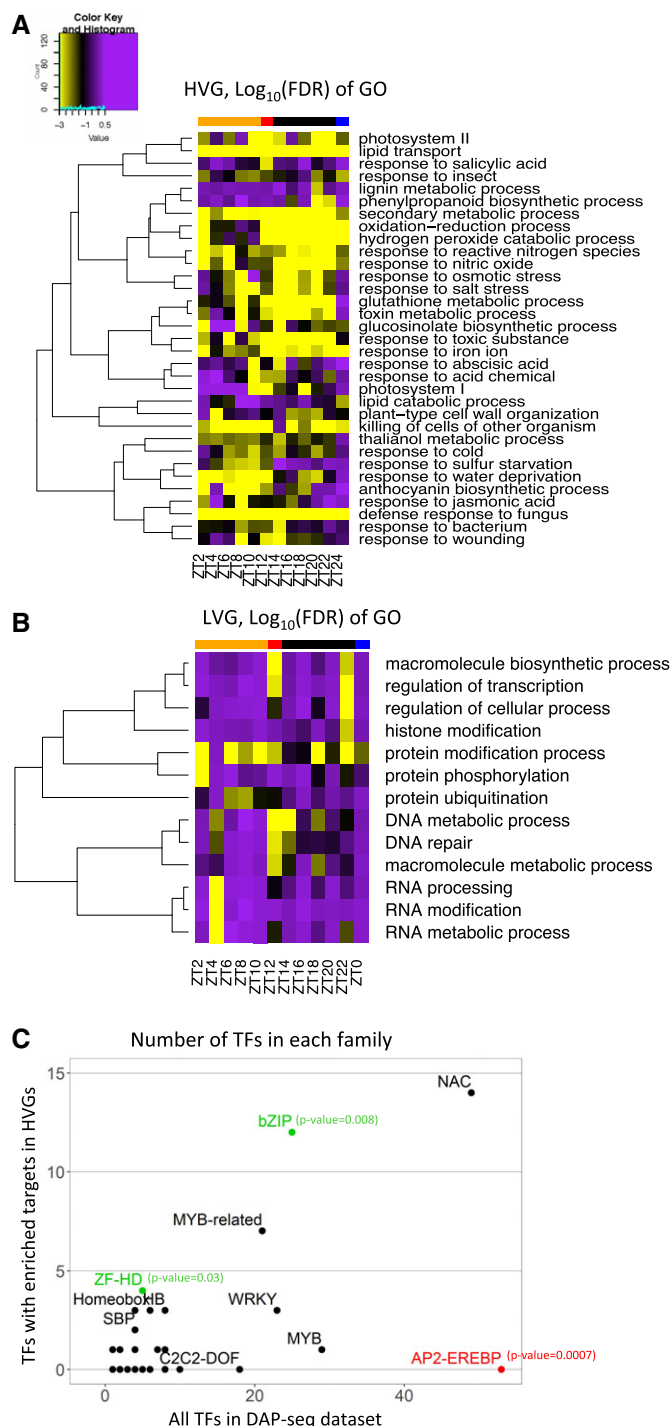 A
Color Key
and Histogram
Count
0 40 80 120
−3 −1 0.5
Value
HVG, Log10(FDR) of GO
photosystem II
lipid transport
response to salicylic acid
response to insect
lignin metabolic process
phenylpropanoid biosynthetic process
secondary metabolic process
oxidation−reduction process
hydrogen peroxide catabolic process
response to reactive nitrogen species
response to nitric oxide
response to osmotic stress
response to salt stress
glutathione metabolic process
toxin metabolic process
glucosinolate biosynthetic process
response to toxic substance
response to iron ion
response to abscisic acid
response to acid chemical
photosystem I
lipid catabolic process
plant−type cell wall organization
killing of cells of other organism
thalianol metabolic process
response to cold
response to sulfur starvation
response to water deprivation
anthocyanin biosynthetic process
response to jasmonic acid
defense response to fungus
response to bacterium
response to wounding
ZT2 ZT4 ZT6 ZT8 ZT10 ZT12 ZT14 ZT16 ZT18 ZT20 ZT22 ZT24
B
LVG, Log10(FDR) of GO
macromolecule biosynthetic process
regulation of transcription
regulation of cellular process
histone modification
protein modification process
protein phosphorylation
protein ubiquitination
DNA metabolic process
DNA repair
macromolecule metabolic process
RNA processing
RNA modification
RNA metabolic process
ZT2 ZT4 ZT6 ZT8 ZT10 ZT12 ZT14 ZT16 ZT18 ZT20 ZT22 ZT0
C
Number of TFs in each family
TFs with enriched targets in HVGs
15
10
5
0
NAC
bZIP (p-value=0.008)
MYB-related
ZF-HD (p-value=0.03)
Homeobox HB
WRKY
SBP
MYB
C2C2-DOF
AP2-EREBP (p-value=0.0007)
0 20 40
All TFs in DAP-seq dataset